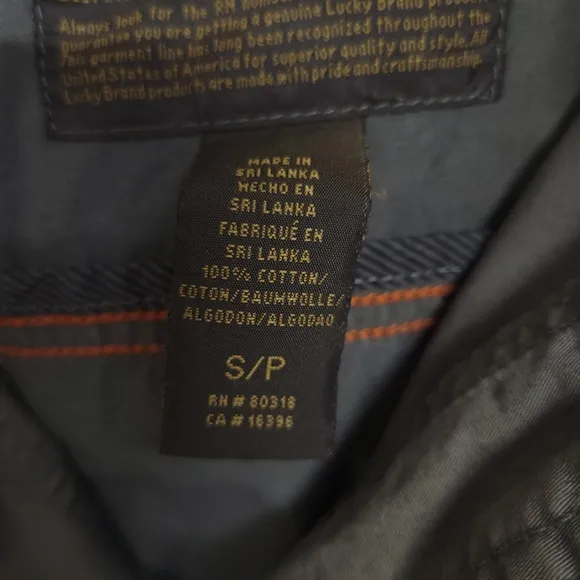 Always look for the RN number
guarantee you are getting a genuine Lucky Brand product
This garment line has long been recognized throughout the
United States of America for superior quality and style. All
Lucky Brand products are made with pride and craftsmanship.
MADE IN
SRI LANKA
HECHO EN
SRI LANKA
FABRIQUÉ EN
SRI LANKA
100% COTTON/
COTON/BAUMWOLLE/
ALGODON/ALGODAO
S/P
RN # 80318
CA # 16396